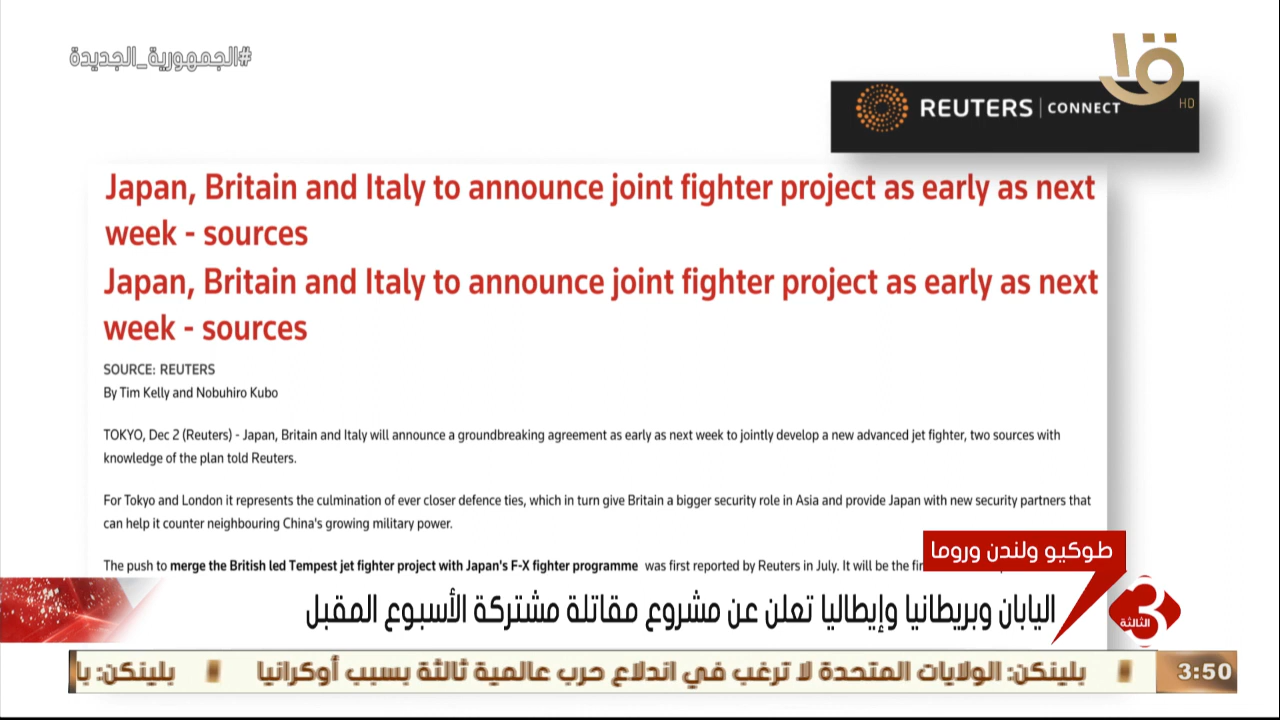 #الجمهورية_الجديدة
HD
REUTERS CONNECT
Japan, Britain and Italy to announce joint fighter project as early as next
week - sources
Japan, Britain and Italy to announce joint fighter project as early as next
week - sources
SOURCE: REUTERS
By Tim Kelly and Nobuhiro Kubo
TOKYO, Dec 2 (Reuters) - Japan, Britain and Italy will announce a groundbreaking agreement as early as next week to jointly develop a new advanced jet fighter, two sources with
knowledge of the plan told Reuters.
For Tokyo and London it represents the culmination of ever closer defence ties, which in turn give Britain a bigger security role in Asia and provide Japan with new security partners that
can help it counter neighbouring China's growing military power.
طوكيو ولندن وروما
The push to merge the British led Tempest jet fighter project with Japan's F-X fighter programme was first reported by Reuters in July. It will be the
اليابان وبريطانيا وإيطاليا تعلن عن مشروع مقاتلة مشتركة الأسبوع المقبل
3 الثالثة
بلينكن: الولايات المتحدة لا ترغب في اندلاع حرب عالمية ثالثة بسبب أوكرانيا بلينكن:
3:50